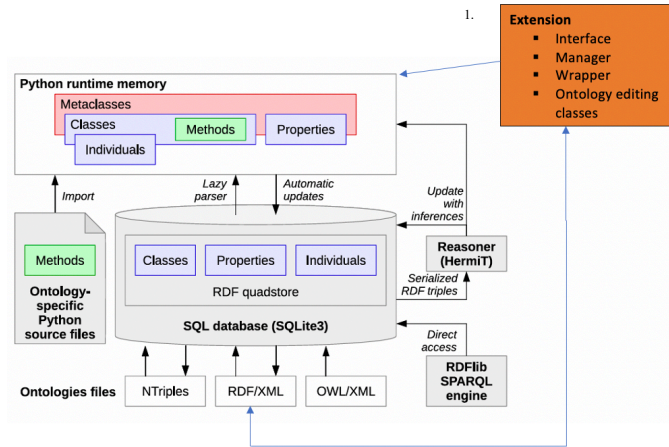 1.
Extension
▪ Interface
▪ Manager
▪ Wrapper
▪ Ontology editing
classes
Python runtime memory
Metaclasses
Classes
Methods
Properties
Individuals
Import
Lazy
parser
Automatic
updates
Update
with
inferences
Methods
Ontology-
specific
Python
source files
Classes
Properties
Individuals
RDF quadstore
SQL database (SQLite3)
Reasoner
(HermiT)
Serialized
RDF triples
Direct
access
RDFlib
SPARQL
engine
Ontologies files
NTriples
RDF/XML
OWL/XML